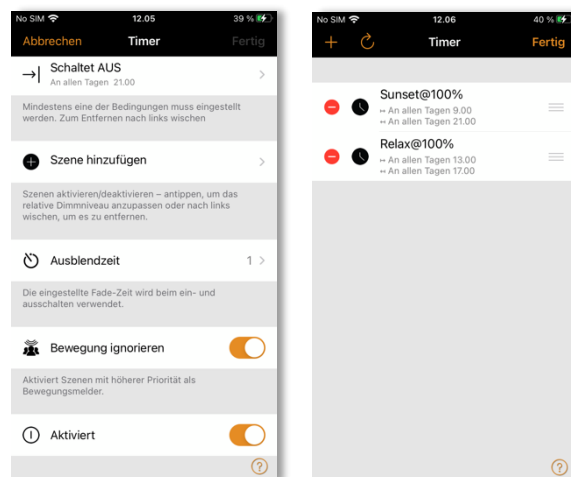 No SIM 12.05 39 %
Abbrechen Timer Fertig
Schaltet AUS
An allen Tagen 21.00
Mindestens eine der Bedingungen muss eingestellt
werden. Zum Entfernen nach links wischen
Szene hinzufügen
Szenen aktivieren/deaktivieren – antippen, um das
relative Dimmniveau anzupassen oder nach links
wischen, um es zu entfernen.
Ausblendzeit 1
Die eingestellte Fade-Zeit wird beim ein- und
ausschalten verwendet.
Bewegung ignorieren
Aktiviert Szenen mit höherer Priorität als
Bewegungsmelder.
Aktiviert
?
No SIM 12.06 40 %
Timer Fertig
Sunset@100%
An allen Tagen 9.00
An allen Tagen 21.00
Relax@100%
An allen Tagen 13.00
An allen Tagen 17.00
?